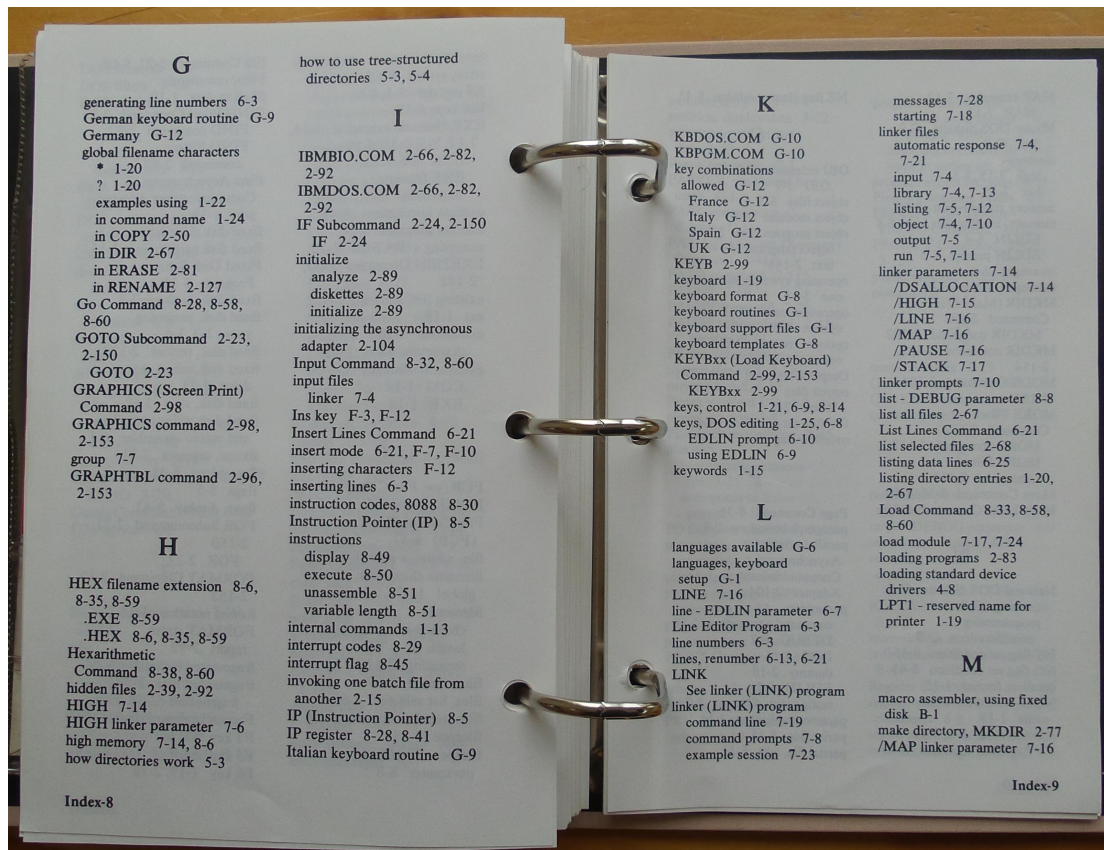 G
generating line numbers 6-3
German keyboard routine G-9
Germany G-12
global filename characters
* 1-20
? 1-20
examples using 1-22
in command name 1-24
in COPY 2-50
in DIR 2-67
in ERASE 2-81
in RENAME 2-127
Go Command 8-28, 8-58,
8-60
GOTO Subcommand 2-23,
2-150
GOTO 2-23
GRAPHICS (Screen Print)
Command 2-98
GRAPHICS command 2-98,
2-153
group 7-7
GRAPHTBL command 2-96,
2-153
H
HEX filename extension 8-6,
8-35, 8-59
.EXE 8-59
.HEX 8-6, 8-35, 8-59
Hexarithmetic
Command 8-38, 8-60
hidden files 2-39, 2-92
HIGH 7-14
HIGH linker parameter 7-6
high memory 7-14, 8-6
how directories work 5-3
Index-8
how to use tree-structured
directories 5-3, 5-4
I
IBMBIO.COM 2-66, 2-82,
2-92
IBMDOS.COM 2-66, 2-82,
2-92
IF Subcommand 2-24, 2-150
IF 2-24
initialize
analyze 2-89
diskettes 2-89
initialize 2-89
initializing the asynchronous
adapter 2-104
Input Command 8-32, 8-60
input files
linker 7-4
Ins key F-3, F-12
Insert Lines Command 6-21
insert mode 6-21, F-7, F-10
inserting characters F-12
inserting lines 6-3
instruction codes, 8088 8-30
Instruction Pointer (IP) 8-5
instructions
display 8-49
execute 8-50
unassemble 8-51
variable length 8-51
internal commands 1-13
interrupt codes 8-29
interrupt flag 8-45
invoking one batch file from
another 2-15
IP (Instruction Pointer) 8-5
IP register 8-28, 8-41
Italian keyboard routine G-9
K
KBDOS.COM G-10
KBPGM.COM G-10
key combinations
allowed G-12
France G-12
Italy G-12
Spain G-12
UK G-12
KEYB 2-99
keyboard 1-19
keyboard format G-8
keyboard routines G-1
keyboard support files G-1
keyboard templates G-8
KEYBxx (Load Keyboard)
Command 2-99, 2-153
KEYBxx 2-99
keys, control 1-21, 6-9, 8-14
keys, DOS editing 1-25, 6-8
EDLIN prompt 6-10
using EDLIN 6-9
keywords 1-15
L
languages available G-6
languages, keyboard
setup G-1
LINE 7-16
line - EDLIN parameter 6-7
Line Editor Program 6-3
line numbers 6-3
lines, renumber 6-13, 6-21
LINK
See linker (LINK) program
linker (LINK) program
command line 7-19
command prompts 7-8
example session 7-23
messages 7-28
starting 7-18
linker files
automatic response 7-4,
7-21
input 7-4
library 7-4, 7-13
listing 7-5, 7-12
object 7-4, 7-10
output 7-5
run 7-5, 7-11
linker parameters 7-14
/DSALLOCATION 7-14
/HIGH 7-15
/LINE 7-16
/MAP 7-16
/PAUSE 7-16
/STACK 7-17
linker prompts 7-10
list - DEBUG parameter 8-8
list all files 2-67
List Lines Command 6-21
list selected files 2-68
listing data lines 6-25
listing directory entries 1-20,
2-67
Load Command 8-33, 8-58,
8-60
load module 7-17, 7-24
loading programs 2-83
loading standard device
drivers 4-8
LPT1 - reserved name for
printer 1-19
M
macro assembler, using fixed
disk B-1
make directory, MKDIR 2-77
/MAP linker parameter 7-16
Index-9